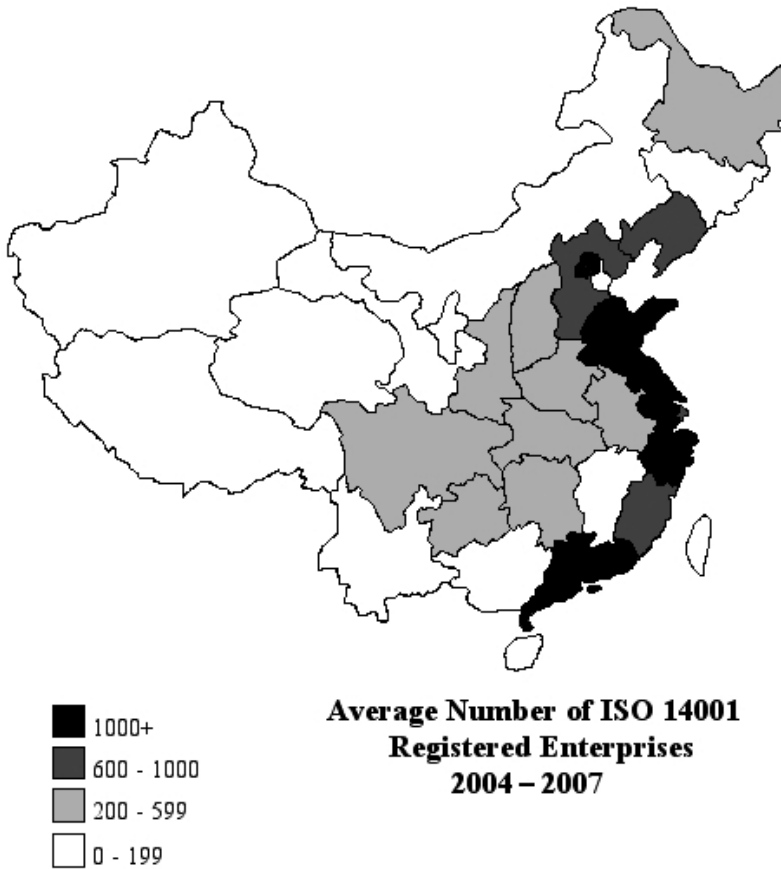 1000+
600 - 1000
200 - 599
0 - 199
Average Number of ISO 14001
Registered Enterprises
2004 – 2007